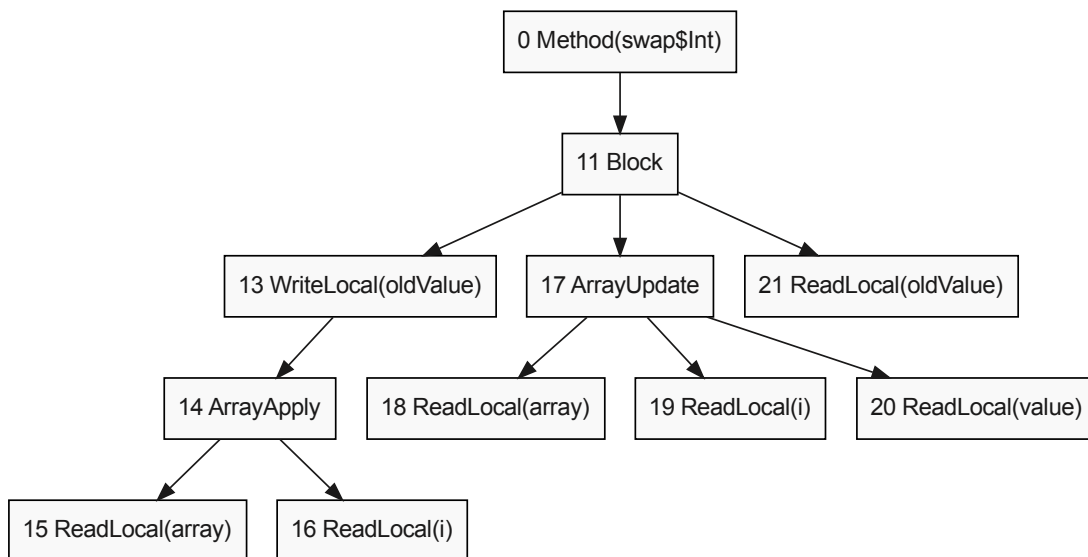 0 Method(swap$Int)
11 Block
13 WriteLocal(oldValue)
17 ArrayUpdate
21 ReadLocal(oldValue)
14 ArrayApply
18 ReadLocal(array)
19 ReadLocal(i)
20 ReadLocal(value)
15 ReadLocal(array)
16 ReadLocal(i)